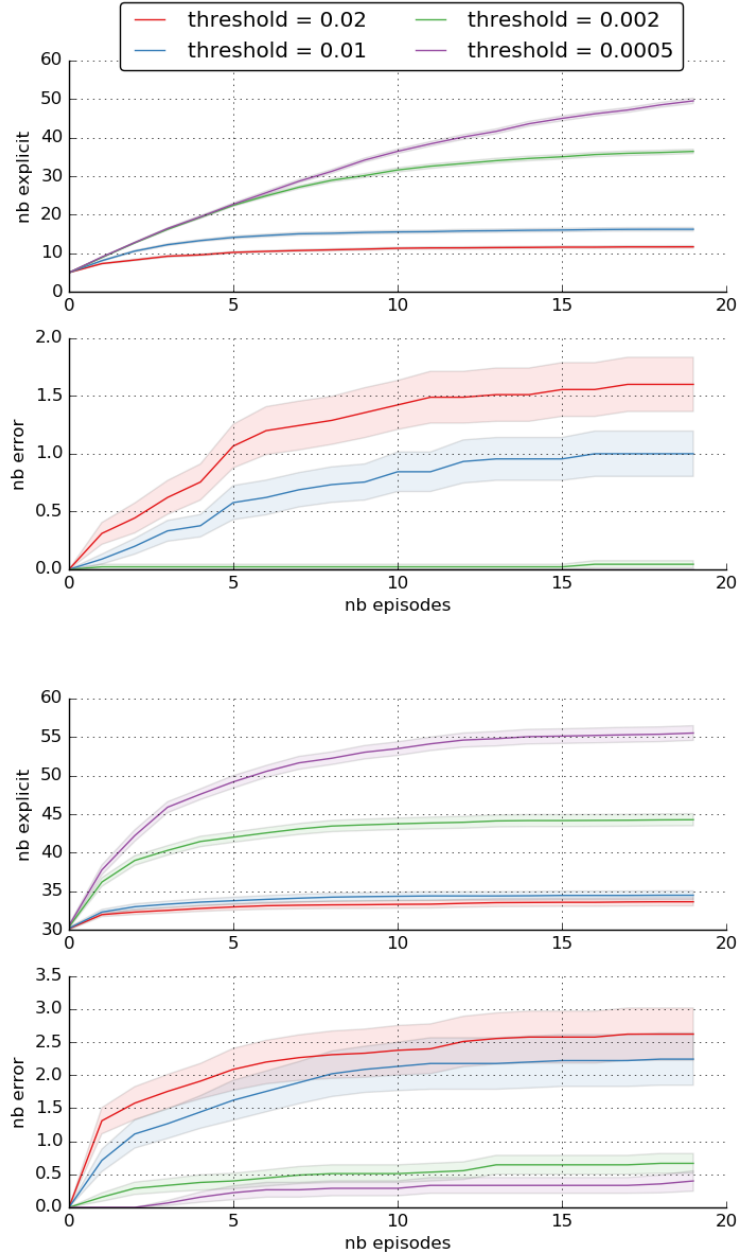 threshold = 0.02
threshold = 0.002
threshold = 0.01
threshold = 0.0005
60
50
40
30
20
10
0
nb explicit
0 5 10 15 20
2.0
1.5
1.0
0.5
0.0
nb error
0 5 10 15 20
nb episodes
60
55
50
45
40
35
30
nb explicit
0 5 10 15 20
3.5
3.0
2.5
2.0
1.5
1.0
0.5
0.0
nb error
0 5 10 15 20
nb episodes